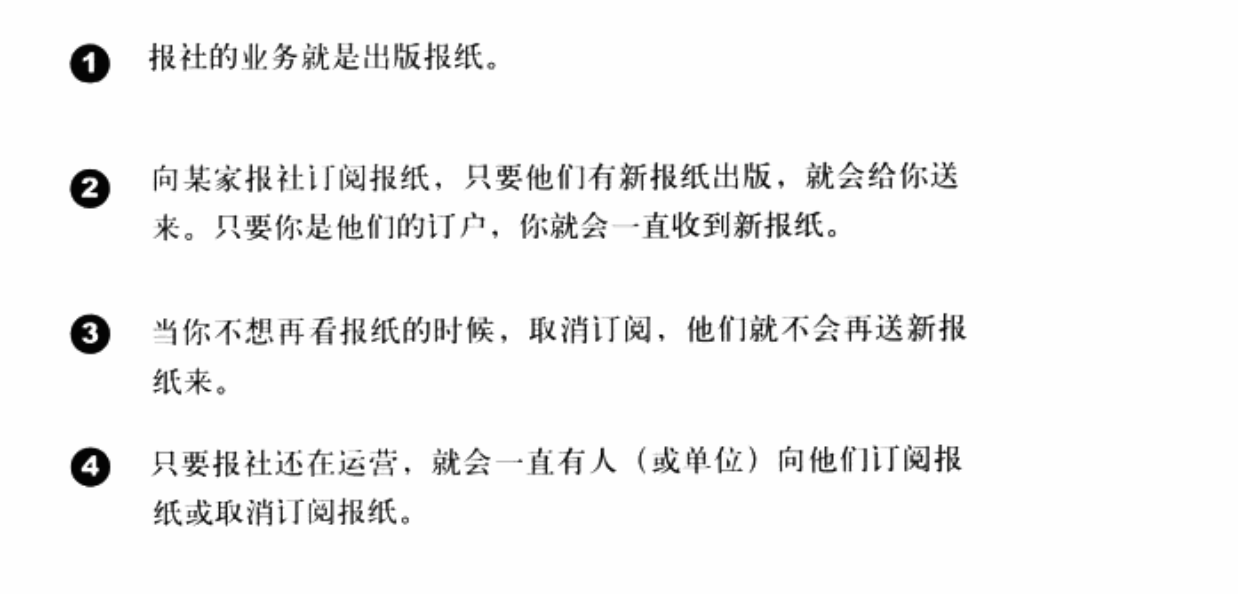 1 报社的业务就是出版报纸。
2 向某家报社订阅报纸，只要他们有新报纸出版，就会给你送
来。只要你是他们的订户，你就会一直收到新报纸。
3 当你不想再看报纸的时候，取消订阅，他们就不会再送新报
纸来。
4 只要报社还在运营，就会一直有人（或单位）向他们订阅报
纸或取消订阅报纸。